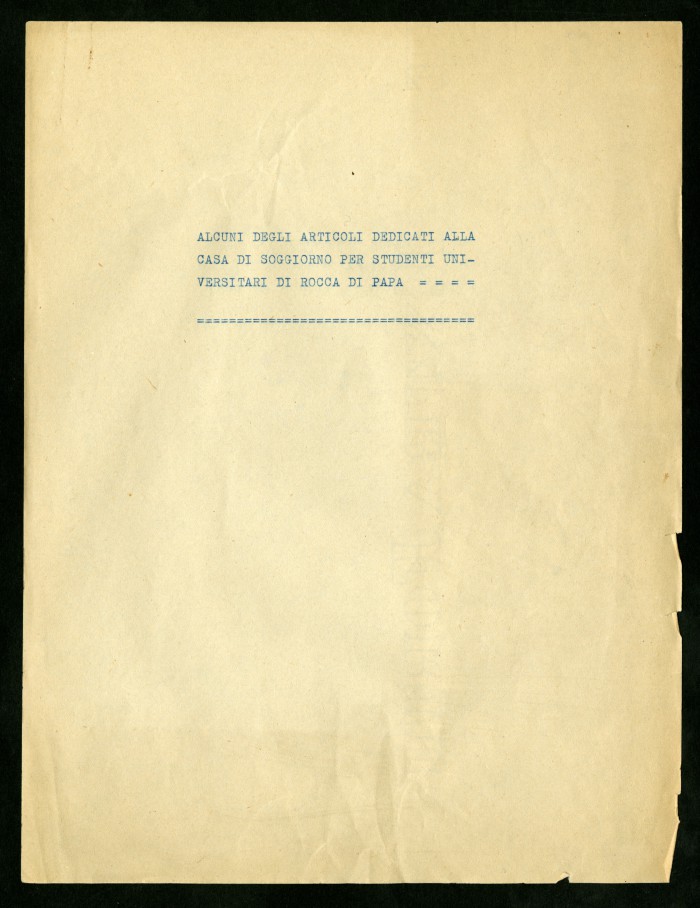 ALCUNI DEGLI ARTICOLI DEDICATI ALLA
CASA DI SOGGIORNO PER STUDENTI UNI-
VERSITARI DI ROCCA DI PAPA = = = =
===================================